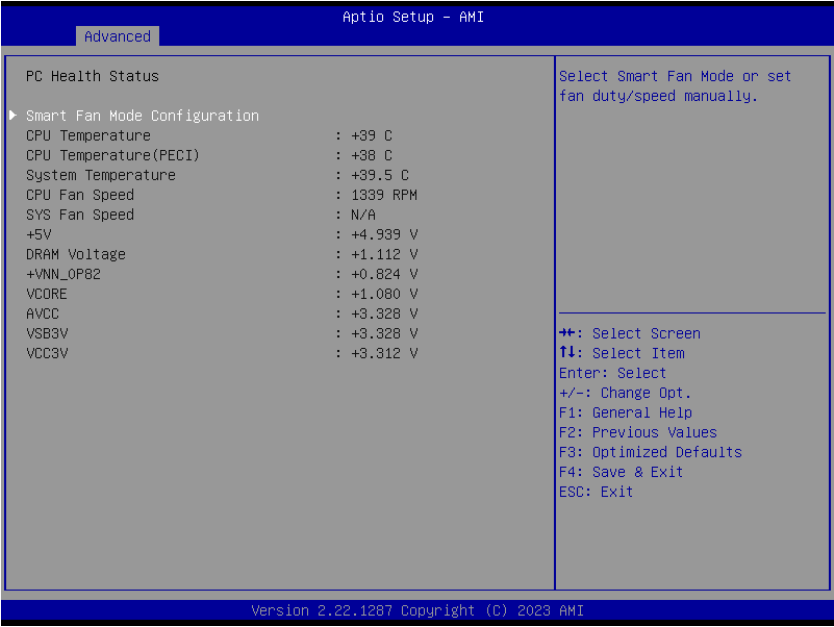 Aptio Setup - AMI
Advanced
PC Health Status
Smart Fan Mode Configuration
CPU Temperature : +39 C
CPU Temperature(PECI) : +38 C
System Temperature : +39.5 C
CPU Fan Speed : 1339 RPM
SYS Fan Speed : N/A
+5V : +4.939 V
DRAM Voltage : +1.112 V
+VNN_0P82 : +0.824 V
VCORE : +1.080 V
AVCC : +3.328 V
VSB3V : +3.328 V
VCC3V : +3.312 V
Select Smart Fan Mode or set
fan duty/speed manually.
→←: Select Screen
↑↓: Select Item
Enter: Select
+/-: Change Opt.
F1: General Help
F2: Previous Values
F3: Optimized Defaults
F4: Save & Exit
ESC: Exit
Version 2.22.1287 Copyright (C) 2023 AMI